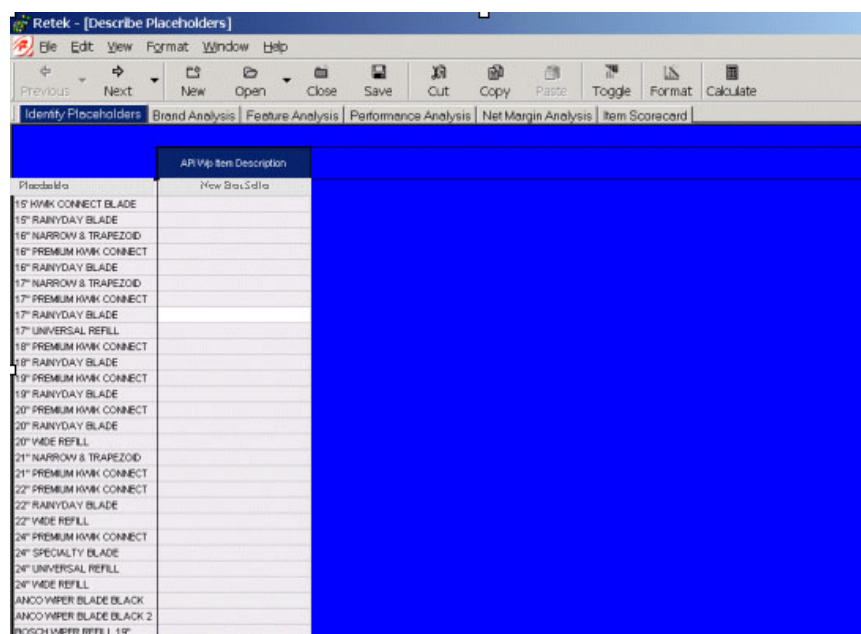 Retek - [Describe Placeholders]
File Edit View Format Window Help
Previous Next New Open Close Save Cut Copy Paste Toggle Format Calculate
Identify Placeholders Brand Analysis Feature Analysis Performance Analysis Net Margin Analysis Item Scorecard
API Wip Item Description
Placeholder New
15' KWIK CONNECT BLADE
15" RAINYDAY BLADE
16" NARROW & TRAPEZOID
16" PREMIUM KWIK CONNECT
16" RAINYDAY BLADE
17" NARROW & TRAPEZOID
17" PREMIUM KWIK CONNECT
17" RAINYDAY BLADE
17" UNIVERSAL REFILL
18" PREMIUM KWIK CONNECT
18" RAINYDAY BLADE
19" PREMIUM KWIK CONNECT
19" RAINYDAY BLADE
20" PREMIUM KWIK CONNECT
20" RAINYDAY BLADE
20" WIDE REFILL
21" NARROW & TRAPEZOID
21" PREMIUM KWIK CONNECT
22" PREMIUM KWIK CONNECT
22" RAINYDAY BLADE
22" WIDE REFILL
24" PREMIUM KWIK CONNECT
24" SPECIALTY BLADE
24" UNIVERSAL REFILL
24" WIDE REFILL
ANCO WIPER BLADE BLACK
ANCO WIPER BLADE BLACK 2
BOSCH WIPER REFILL 19"